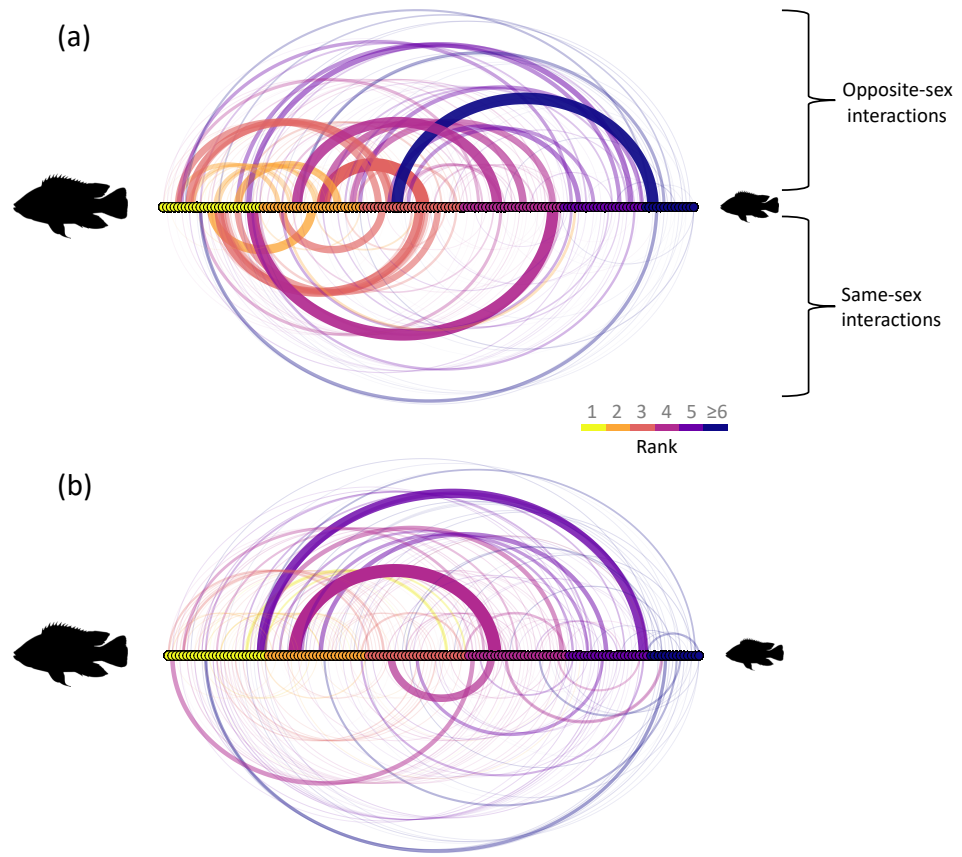 (a)
Opposite-sex
interactions
Same-sex
interactions
1 2 3 4 5 ≥6
Rank
(b)